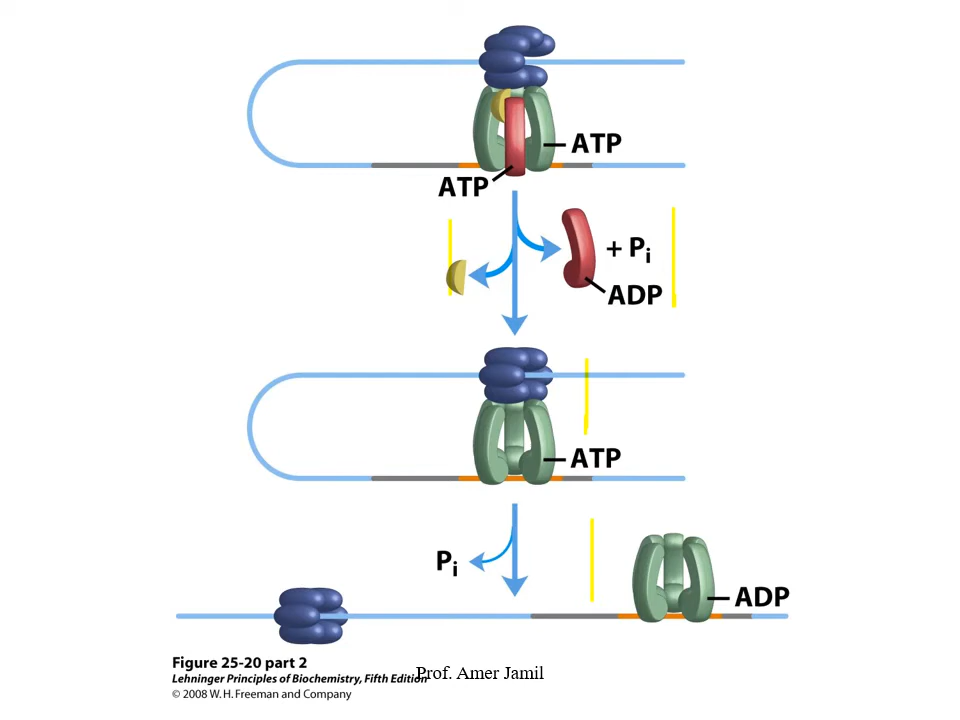 ATP
ATP
+ Pi
ADP
ATP
Pi
ADP
Figure 25-20 part 2
Lehninger Principles of Biochemistry, Fifth Edition
© 2008 W. H. Freeman and Company
Prof. Amer Jamil